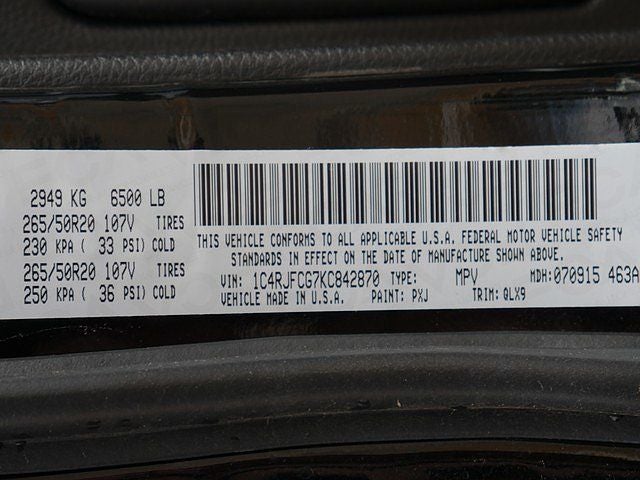 2949 KG 6500 LB
265/50R20 107V TIRES
230 KPA ( 33 PSI) COLD
265/50R20 107V TIRES
250 KPA ( 36 PSI) COLD
THIS VEHICLE CONFORMS TO ALL APPLICABLE U.S.A. FEDERAL MOTOR VEHICLE SAFETY
STANDARDS IN EFFECT ON THE DATE OF MANUFACTURE SHOWN ABOVE.
VIN: 1C4RJFCG7KC842870 TYPE: MPV MDH: 070915 463A
VEHICLE MADE IN U.S.A. PAINT: PXJ TRIM: QLX9